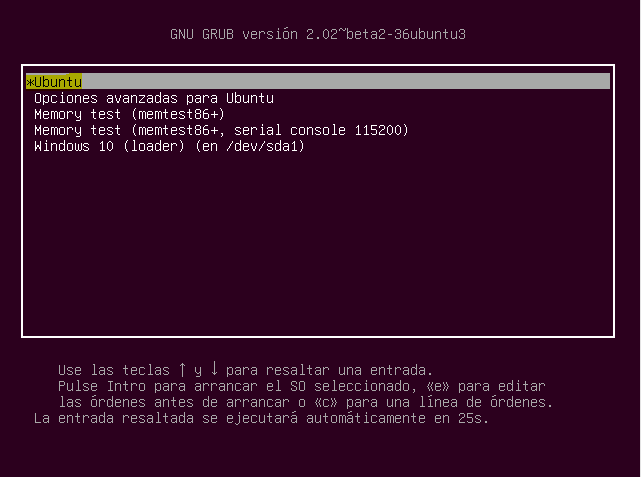 GNU GRUB versión 2.02~beta2-36ubuntu3
*Ubuntu
Opciones avanzadas para Ubuntu
Memory test (memtest86+)
Memory test (memtest86+, serial console 115200)
Windows 10 (loader) (en /dev/sda1)
Use las teclas ↑ y ↓ para resaltar una entrada.
Pulse Intro para arrancar el SO seleccionado, «e» para editar
las órdenes antes de arrancar o «c» para una línea de órdenes.
La entrada resaltada se ejecutará automáticamente en 25s.